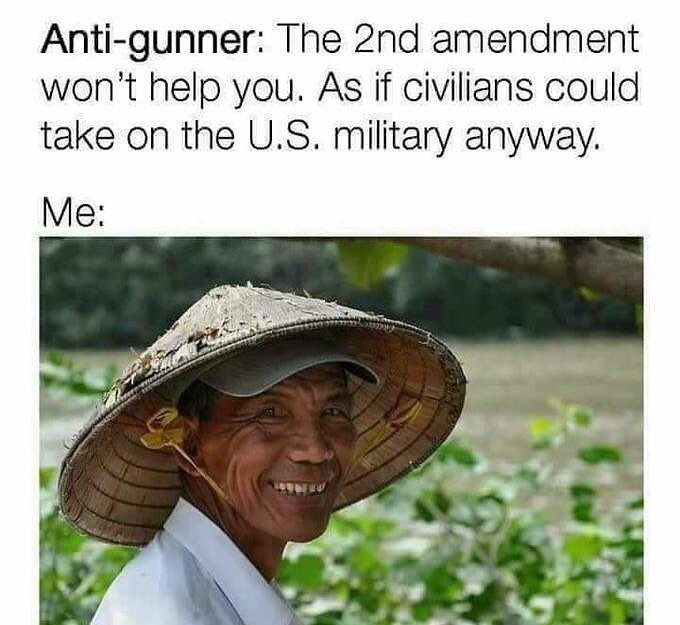 Anti-gunner: The 2nd amendment
won't help you. As if civilians could
take on the U.S. military anyway.
Me: